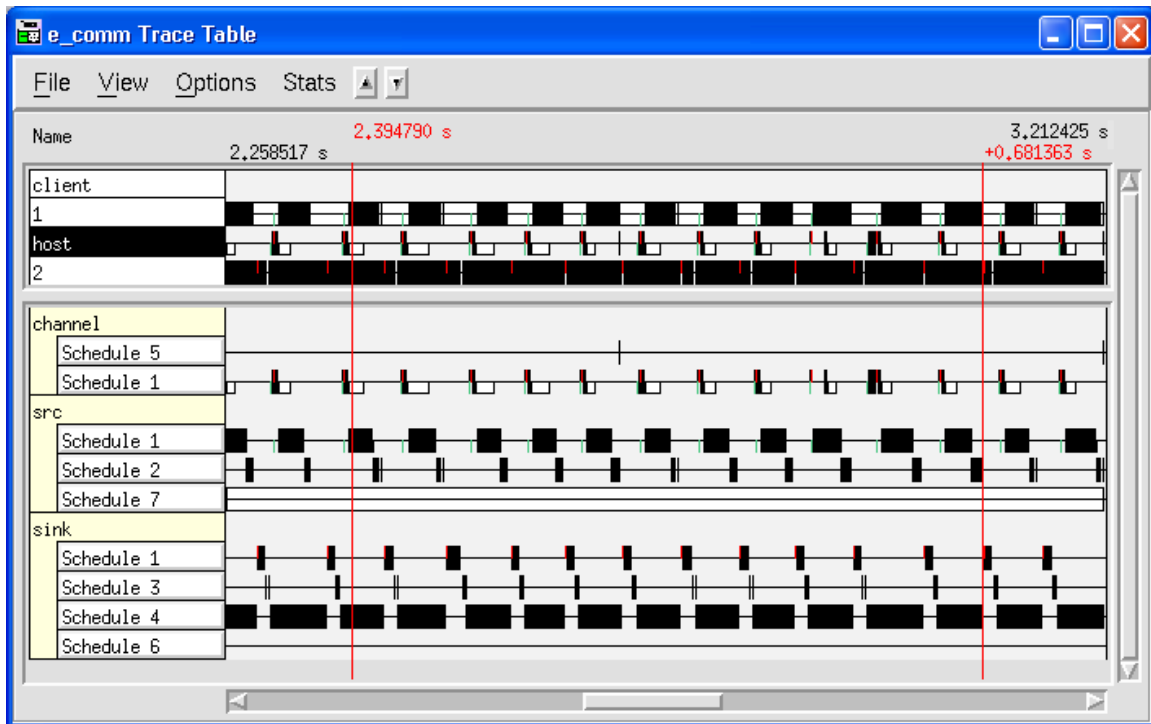 e_comm Trace Table
File View Options Stats
Name 2.394790 s 3.212425 s
2.258517 s +0.681363 s
client
1
host
2
channel
Schedule 5
Schedule 1
src
Schedule 1
Schedule 2
Schedule 7
sink
Schedule 1
Schedule 3
Schedule 4
Schedule 6